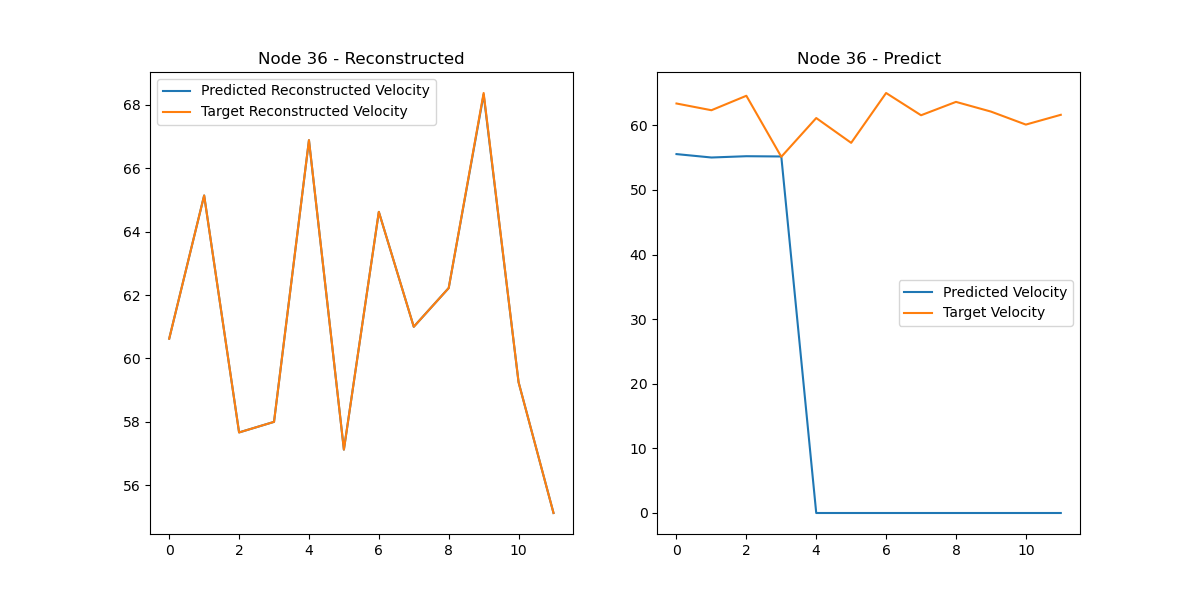 Node 36 - Reconstructed
Predicted Reconstructed Velocity
Target Reconstructed Velocity
68
66
64
62
60
58
56
0 2 4 6 8 10
Node 36 - Predict
Predicted Velocity
Target Velocity
60
50
40
30
20
10
0
0 2 4 6 8 10